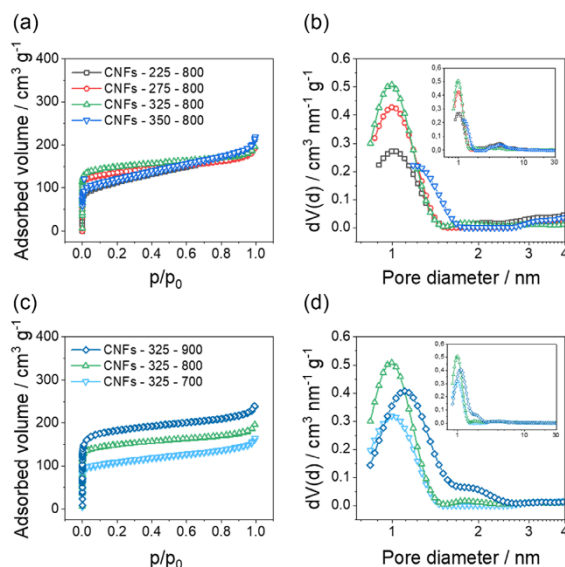 (a)
Adsorbed volume / cm³ g⁻¹
400
300
200
100
0
CNFs - 225 - 800
CNFs - 275 - 800
CNFs - 325 - 800
CNFs - 350 - 800
0.0 0.2 0.4 0.6 0.8 1.0
p/p₀
(b)
dV(d) / cm³ nm⁻¹ g⁻¹
0.6
0.5
0.4
0.3
0.2
0.1
0.0
1 2 3 4
Pore diameter / nm
0,5
0,4
0,3
0,2
0,1
0,0
1 10 30
(c)
Adsorbed volume / cm³ g⁻¹
400
300
200
100
0
CNFs - 325 - 900
CNFs - 325 - 800
CNFs - 325 - 700
0.0 0.2 0.4 0.6 0.8 1.0
p/p₀
(d)
dV(d) / cm³ nm⁻¹ g⁻¹
0.6
0.5
0.4
0.3
0.2
0.1
0.0
1 2 3 4
Pore diameter / nm
0,5
0,4
0,3
0,2
0,1
0,0
1 10 30